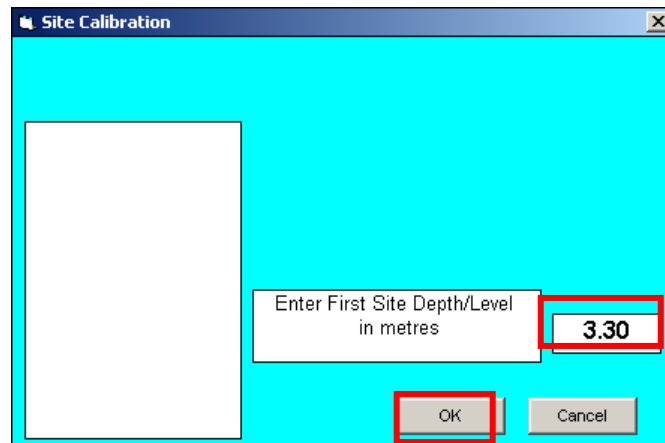 Site Calibration
Enter First Site Depth/Level
in metres
3.30
OK
Cancel